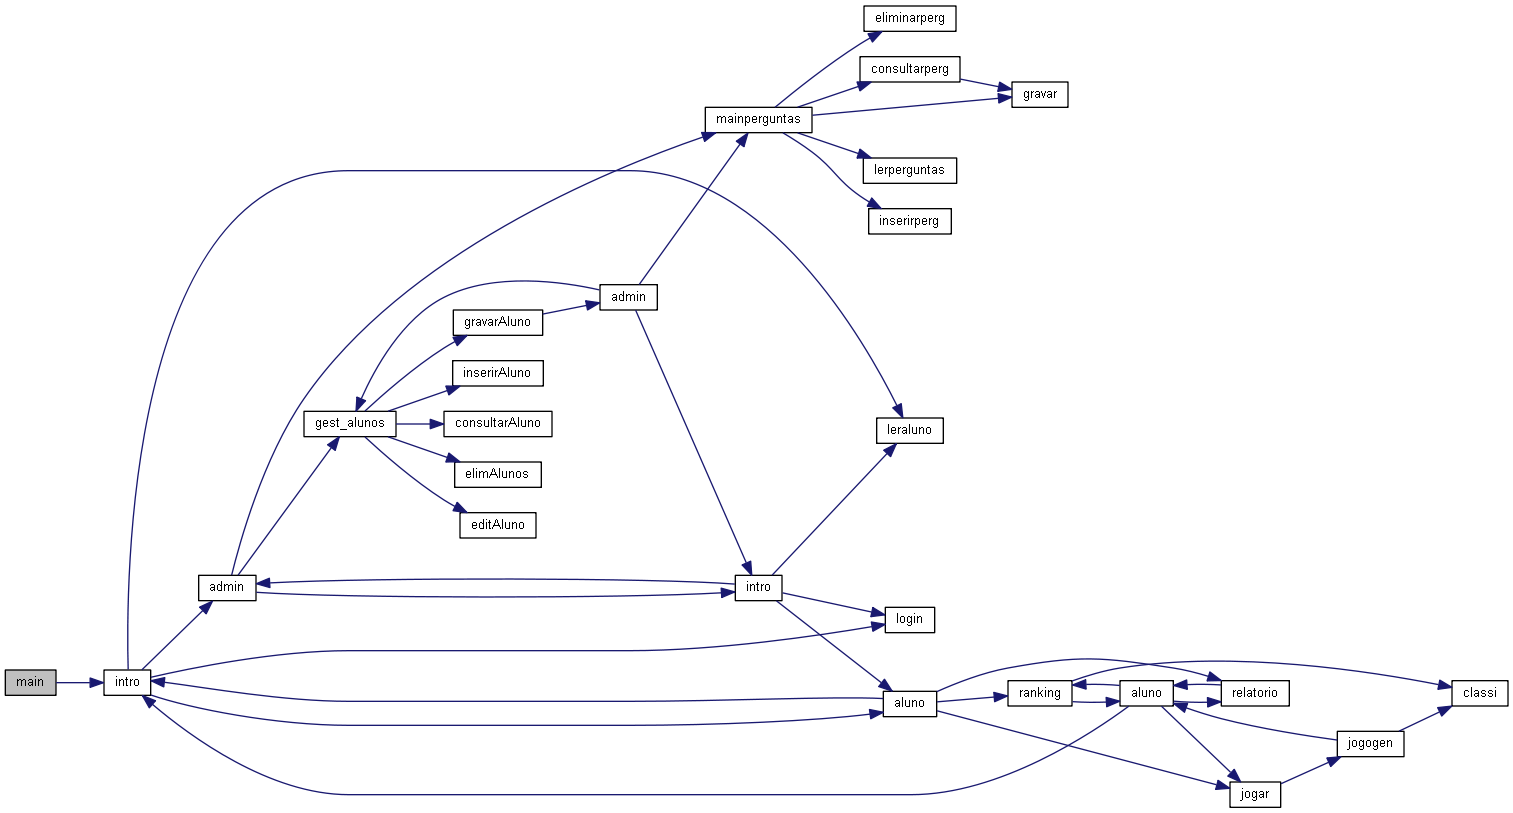 eliminarperg
consultarperg
gravar
mainperguntas
lerperguntas
inserirperg
admin
gravarAluno
inserirAluno
gest_alunos
consultarAluno
leraluno
elimAlunos
editAluno
admin
intro
login
main
intro
aluno
ranking
aluno
relatorio
classi
jogogen
jogar